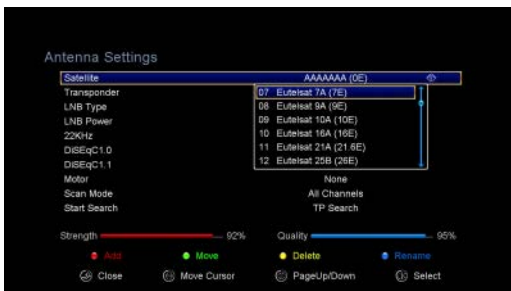 Antenna Settings
Satellite AAAAAAA (0E)
Transponder 07 Eutelsat 7A (7E)
LNB Type 08 Eutelsat 9A (9E)
LNB Power 09 Eutelsat 10A (10E)
22KHz 10 Eutelsat 16A (16E)
DiSEqC1.0 11 Eutelsat 21A (21.6E)
DiSEqC1.1 12 Eutelsat 25B (26E)
Motor None
Scan Mode All Channels
Start Search TP Search
Strength 92% Quality 95%
Add Move Delete Rename
Close Move Cursor PageUp/Down Select